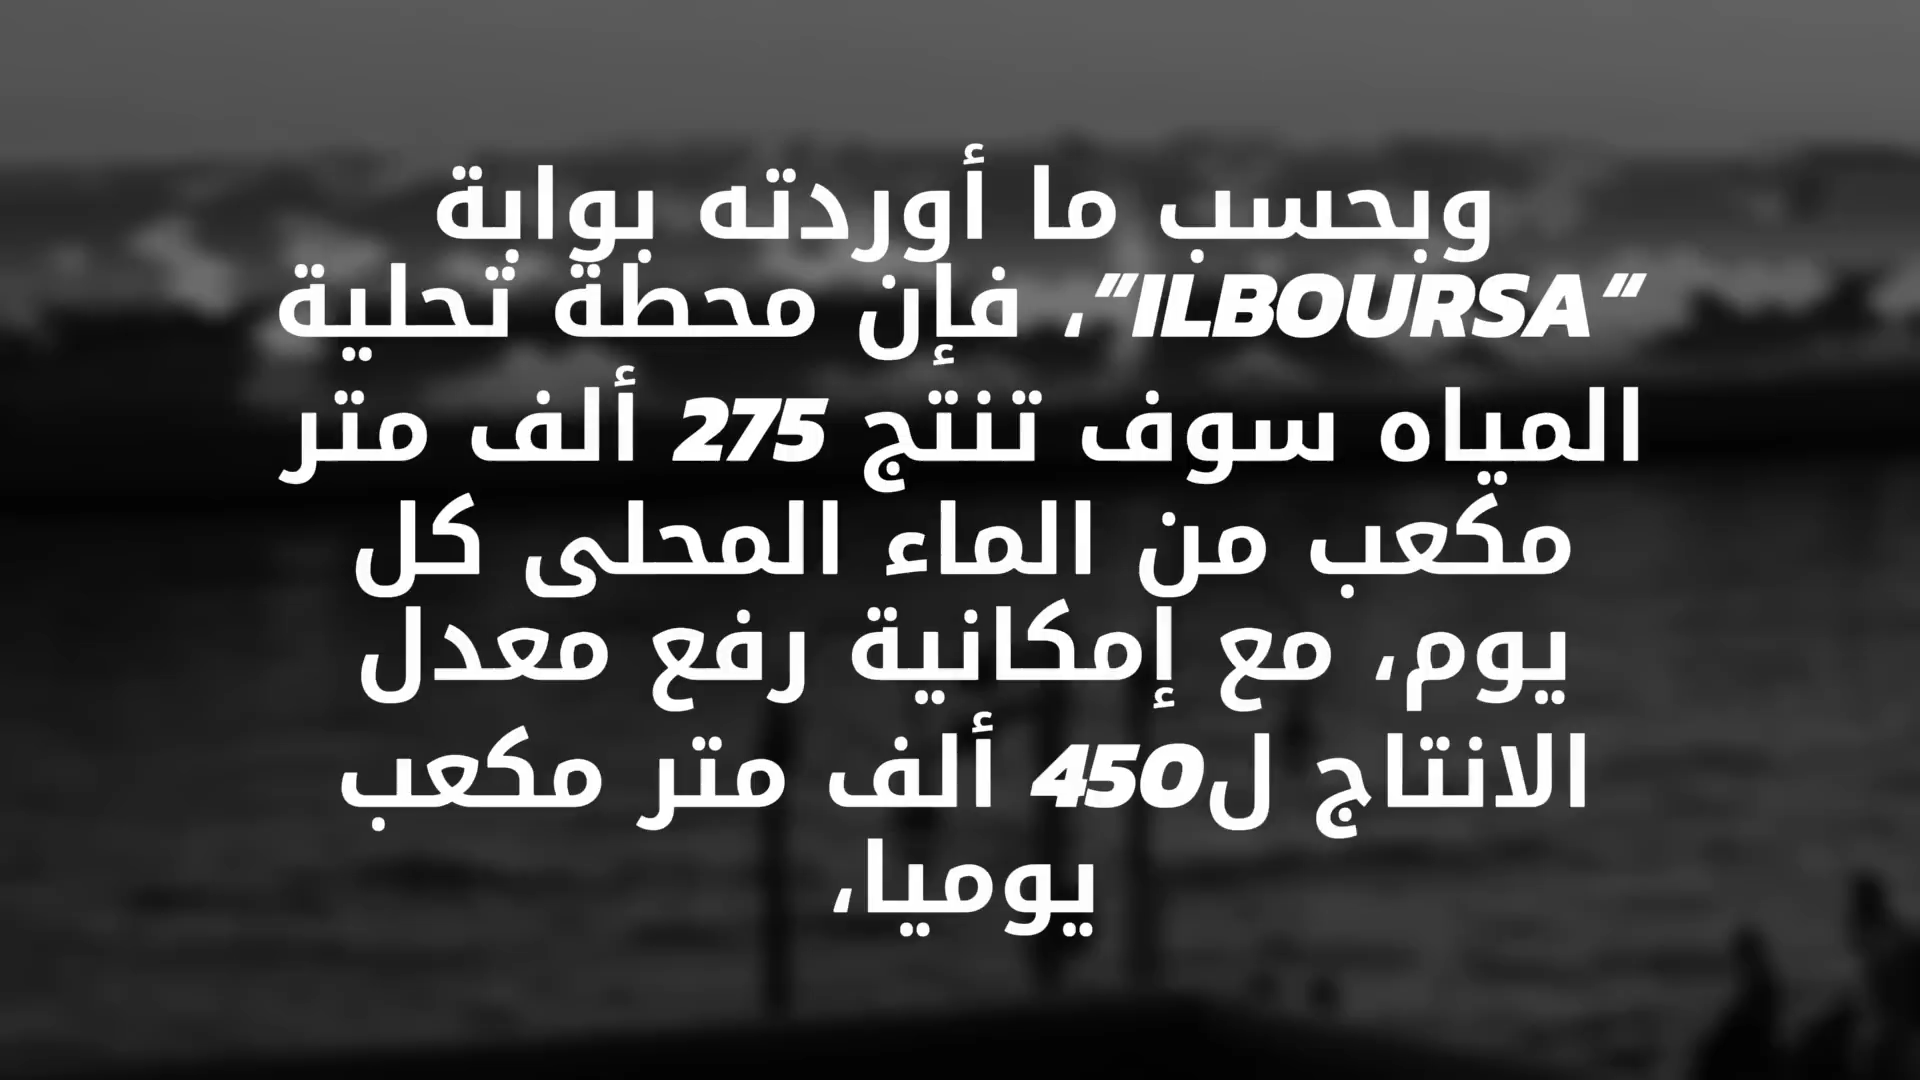 وبحسب ما أوردته بوابة
“ILBOURSA”، فإن محطة تحلية
المياه سوف تنتج 275 ألف متر
مكعب من الماء المحلى كل
يوم، مع إمكانية رفع معدل
الانتاج ل450 ألف متر مكعب
يوميا،